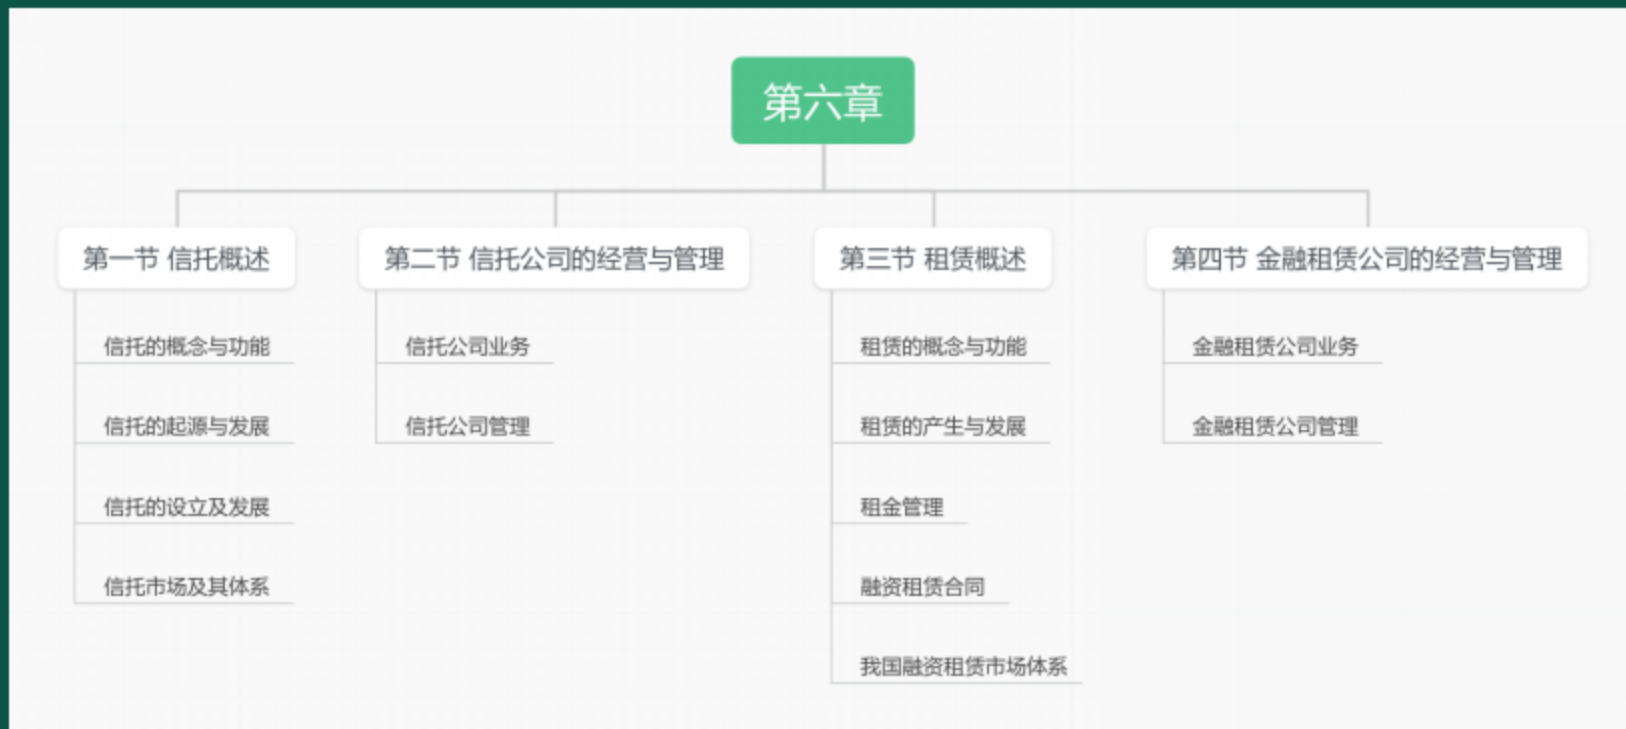 第六章
第一节 信托概述
信托的概念与功能
信托的起源与发展
信托的设立及发展
信托市场及其体系
第二节 信托公司的经营与管理
信托公司业务
信托公司管理
第三节 租赁概述
租赁的概念与功能
租赁的产生与发展
租金管理
融资租赁合同
我国融资租赁市场体系
第四节 金融租赁公司的经营与管理
金融租赁公司业务
金融租赁公司管理